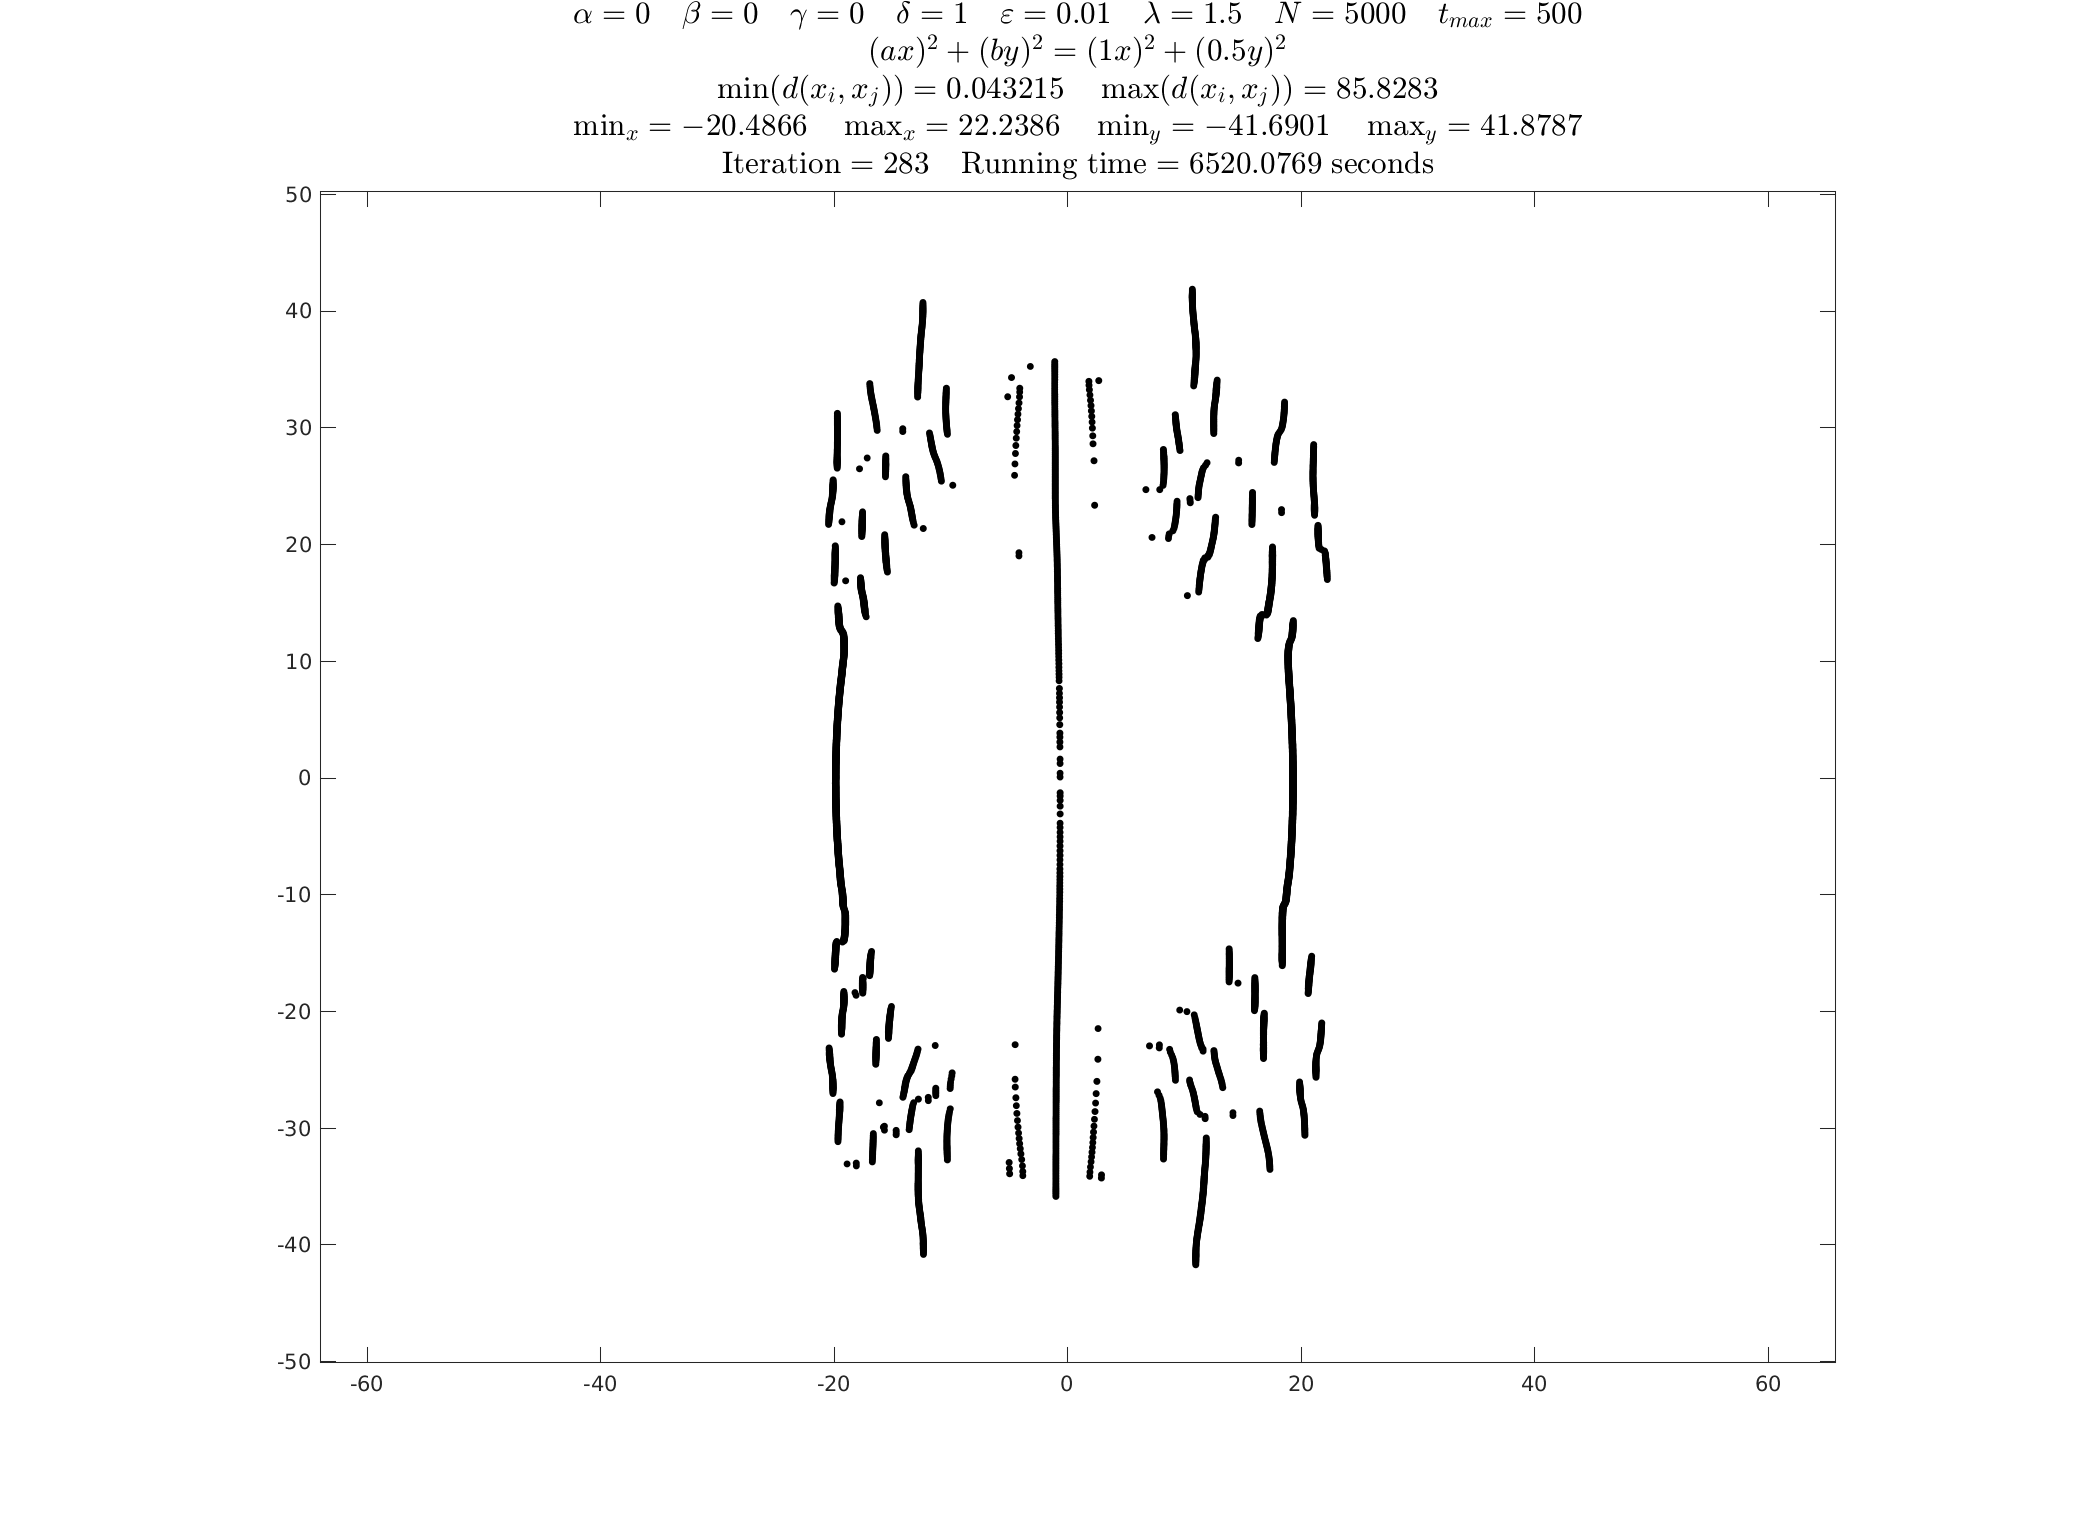 α = 0 β = 0 γ = 0 δ = 1 ε = 0.01 λ = 1.5 N = 5000 t_max = 500
(ax)² + (by)² = (1x)² + (0.5y)²
min(d(x_i, x_j)) = 0.043215 max(d(x_i, x_j)) = 85.8283
min_x = −20.4866 max_x = 22.2386 min_y = −41.6901 max_y = 41.8787
Iteration = 283 Running time = 6520.0769 seconds
50
40
30
20
10
0
-10
-20
-30
-40
-50
-60 -40 -20 0 20 40 60